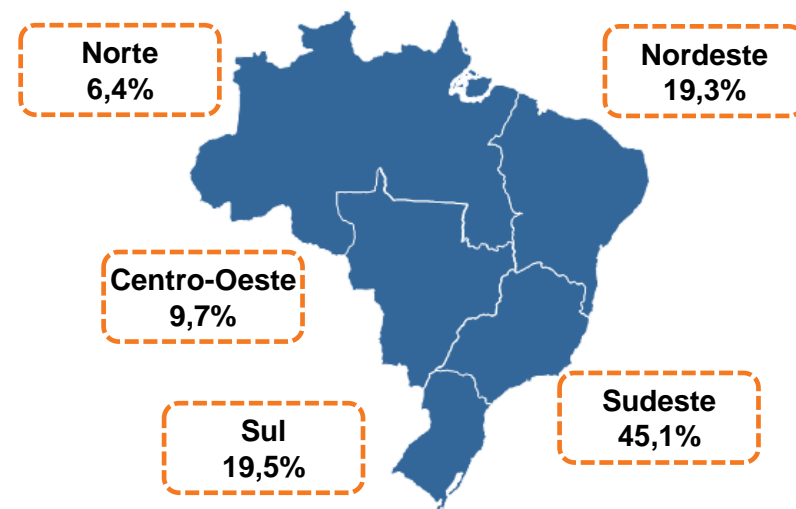 Norte
6,4%
Nordeste
19,3%
Centro-Oeste
9,7%
Sudeste
45,1%
Sul
19,5%